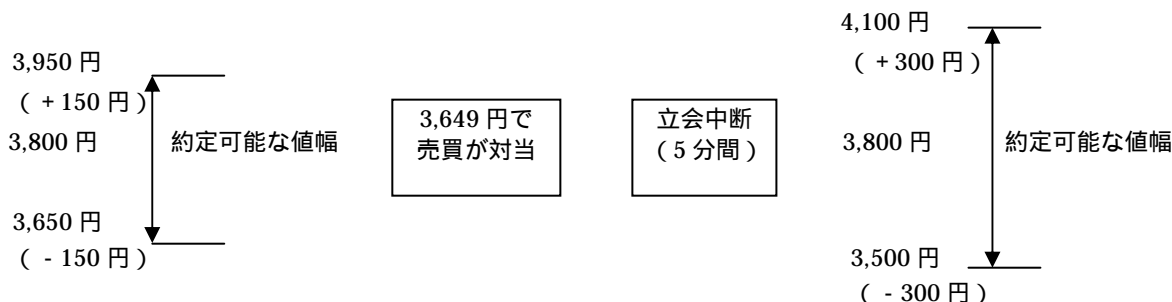 3,950 円
( +150 円 )
3,800 円
約定可能な値幅
3,650 円
( - 150 円 )
3,649 円で
売買が対当
立会中断
( 5 分間 )
4,100 円
( +300 円 )
3,800 円
約定可能な値幅
3,500 円
( - 300 円 )